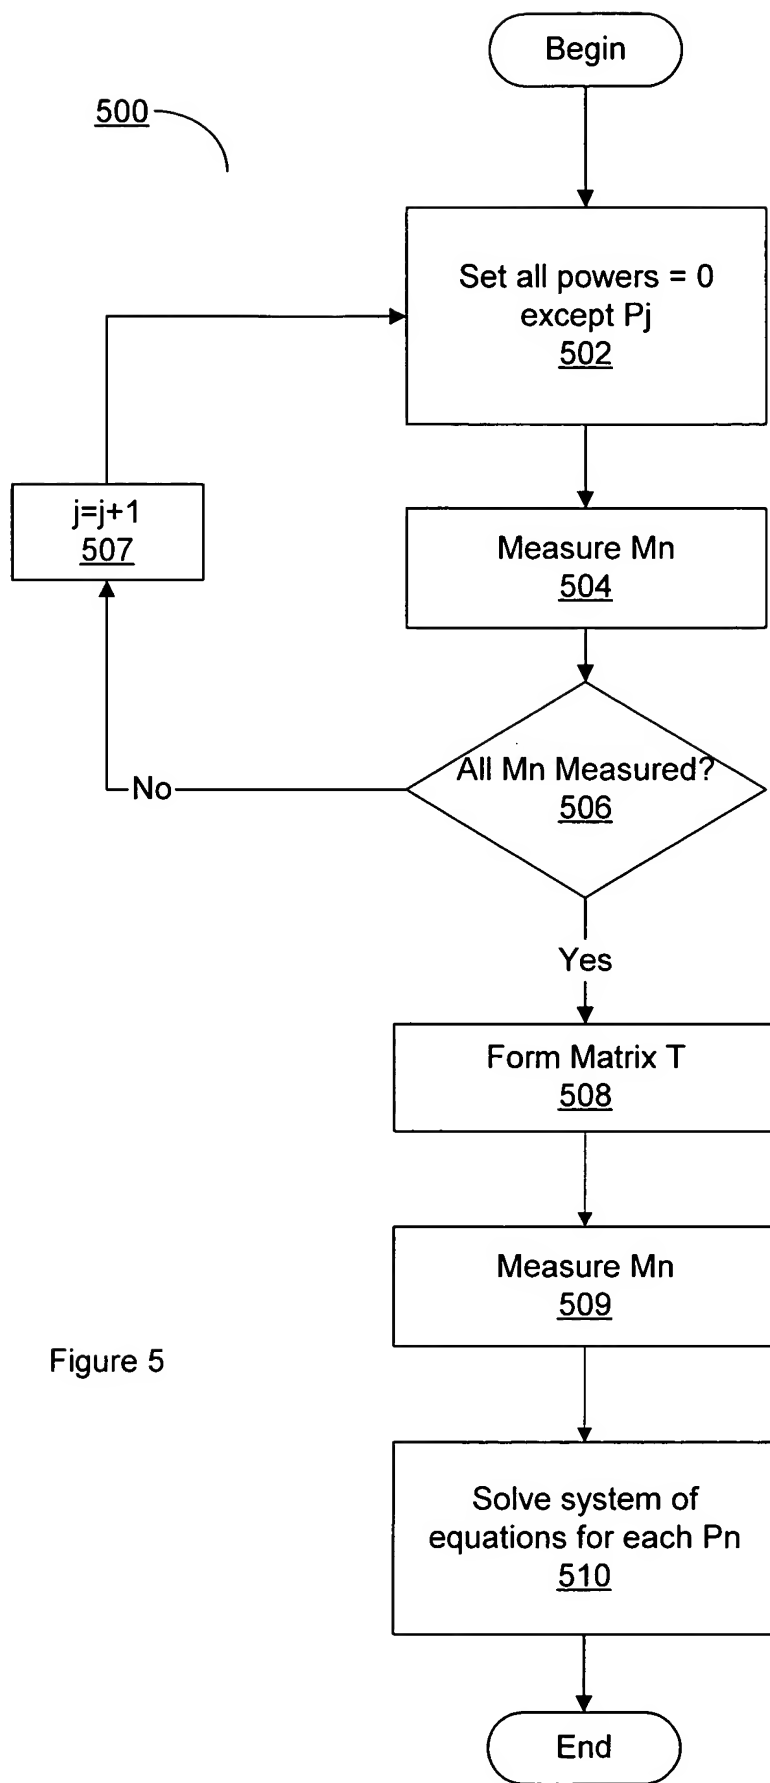 Begin
500
Set all powers = 0
except Pj
502
j=j+1
507
Measure Mn
504
All Mn Measured?
506
No
Yes
Form Matrix T
508
Measure Mn
509
Figure 5
Solve system of
equations for each Pn
510
End